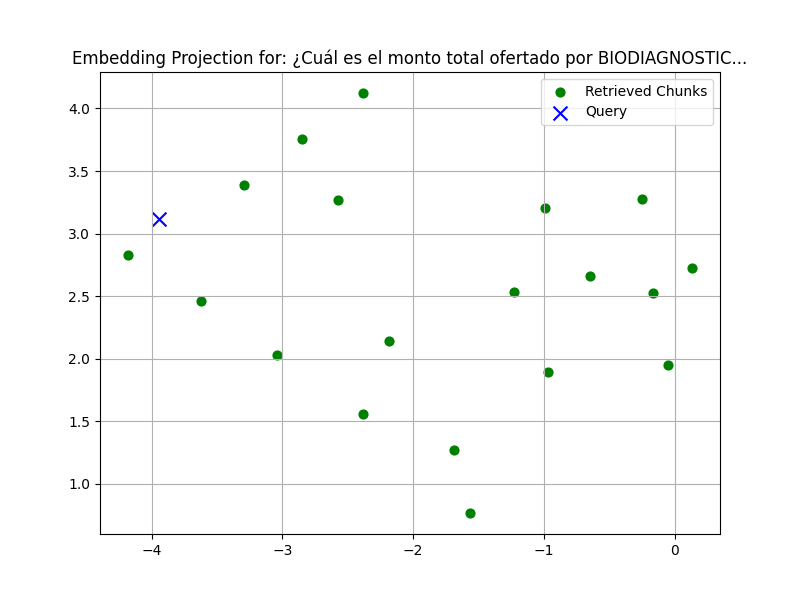 Embedding Projection for: ¿Cuál es el monto total ofertado por BIODIAGNOSTIC...
Retrieved Chunks
Query
4.0
3.5
3.0
2.5
2.0
1.5
1.0
−4 −3 −2 −1 0